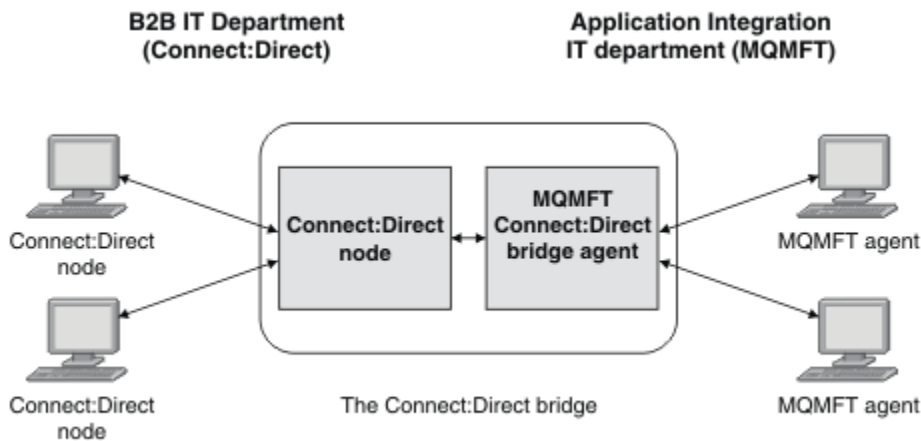 B2B IT Department
(Connect:Direct)
Application Integration
IT department (MQMFT)
Connect:Direct
node
Connect:Direct
node
Connect:Direct
node
MQMFT
Connect:Direct
bridge agent
MQMFT agent
MQMFT agent
The Connect:Direct bridge